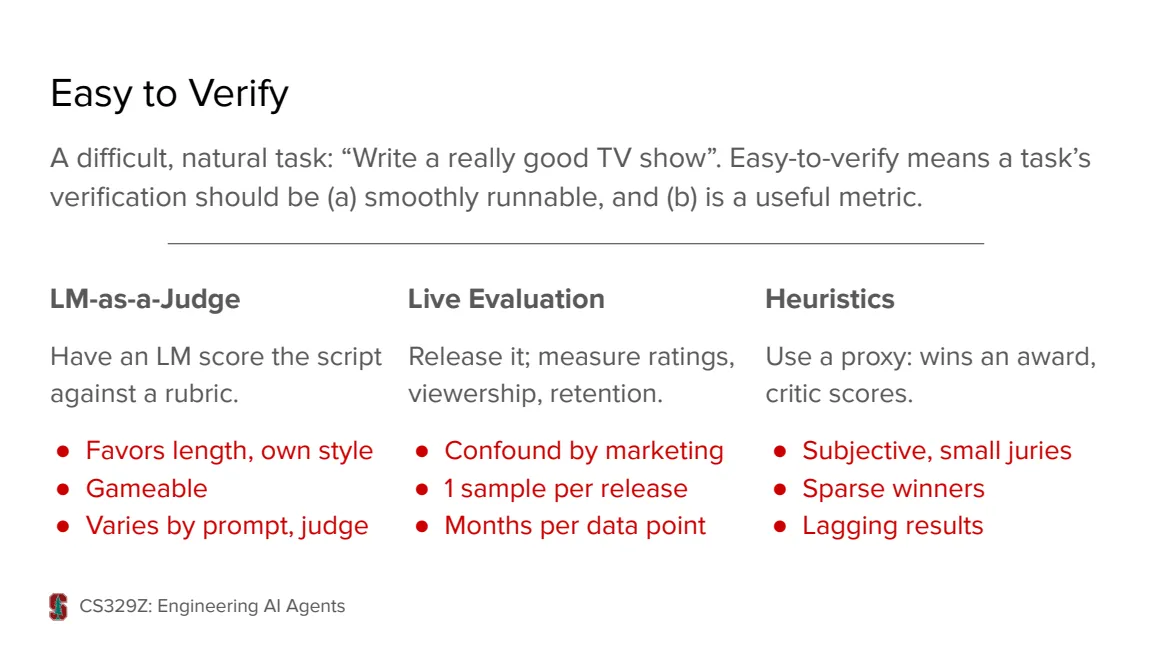 Easy to Verify
A difficult, natural task: “Write a really good TV show”. Easy-to-verify means a task’s
verification should be (a) smoothly runnable, and (b) is a useful metric.
LM-as-a-Judge
Have an LM score the script
against a rubric.
● Favors length, own style
● Gameable
● Varies by prompt, judge
Live Evaluation
Release it; measure ratings,
viewership, retention.
● Confound by marketing
● 1 sample per release
● Months per data point
Heuristics
Use a proxy: wins an award,
critic scores.
● Subjective, small juries
● Sparse winners
● Lagging results
CS329Z: Engineering AI Agents